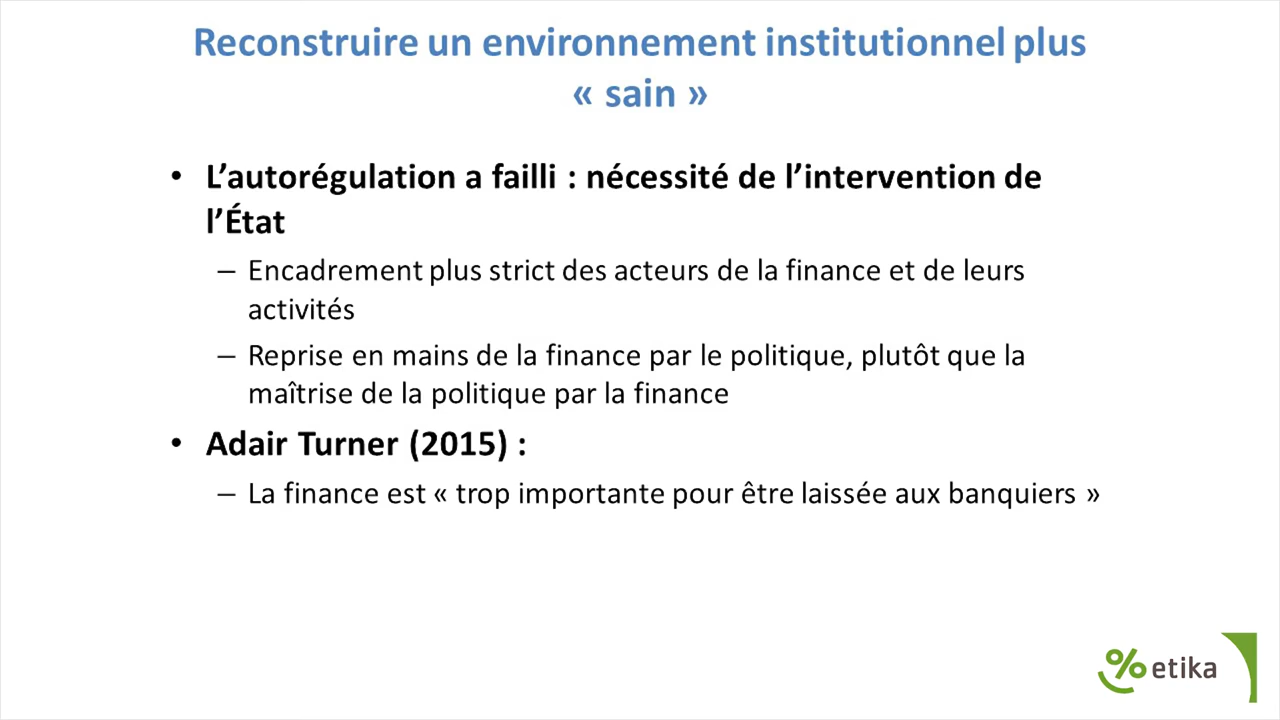 Reconstruire un environnement institutionnel plus
« sain »
• L’autorégulation a failli : nécessité de l’intervention de
l’État
– Encadrement plus strict des acteurs de la finance et de leurs
activités
– Reprise en mains de la finance par le politique, plutôt que la
maîtrise de la politique par la finance
• Adair Turner (2015) :
– La finance est « trop importante pour être laissée aux banquiers »
% etika